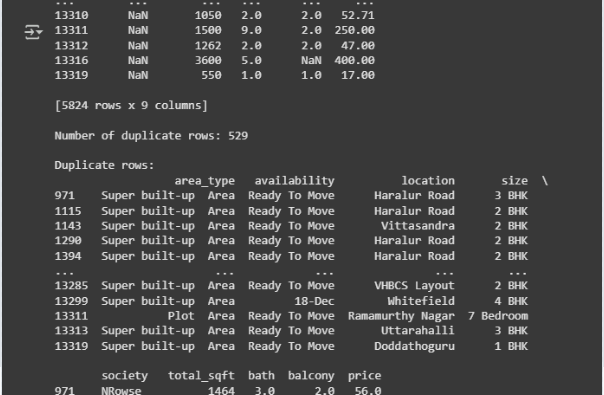 ... ... ... ... ... ...
13310 NaN 1050 2.0 2.0 52.71
13311 NaN 1500 9.0 2.0 250.00
13312 NaN 1262 2.0 2.0 47.00
13316 NaN 3600 5.0 NaN 400.00
13319 NaN 550 1.0 1.0 17.00
[5824 rows x 9 columns]
Number of duplicate rows: 529
Duplicate rows:
area_type availability location size \
971 Super built-up Area Ready To Move Haralur Road 3 BHK
1115 Super built-up Area Ready To Move Haralur Road 2 BHK
1143 Super built-up Area Ready To Move Vittasandra 2 BHK
1290 Super built-up Area Ready To Move Haralur Road 2 BHK
1394 Super built-up Area Ready To Move Haralur Road 2 BHK
... ... ... ... ...
13285 Super built-up Area Ready To Move VHBCS Layout 2 BHK
13299 Super built-up Area 18-Dec Whitefield 4 BHK
13311 Plot Area Ready To Move Ramamurthy Nagar 7 Bedroom
13313 Super built-up Area Ready To Move Uttarahalli 3 BHK
13319 Super built-up Area Ready To Move Doddathoguru 1 BHK
society total_sqft bath balcony price
971 NRowse 1464 3.0 2.0 56.0